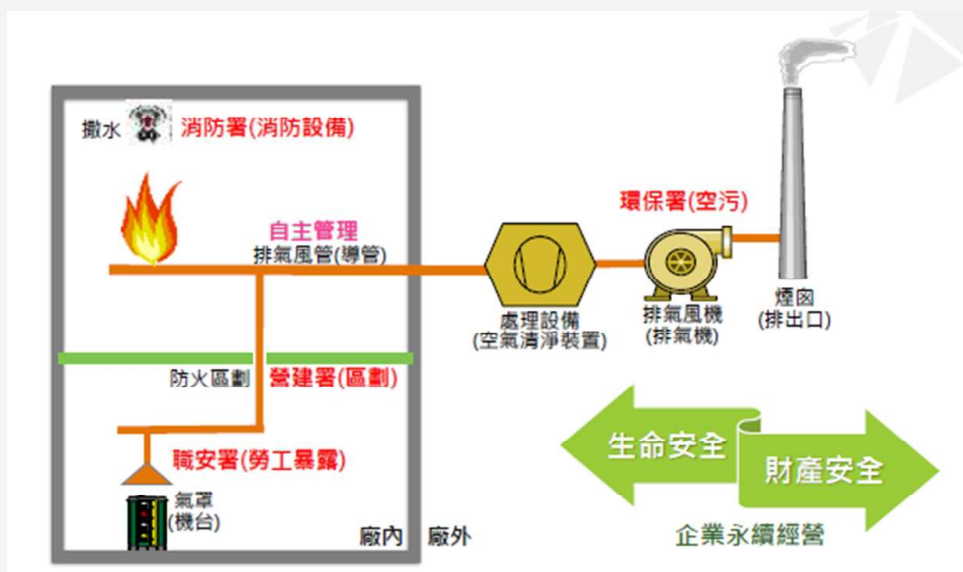 撒水
消防署(消防設備)
自主管理
排氣風管(導管)
環保署(空污)
處理設備
(空氣清淨裝置)
排氣風機
(排氣機)
煙囪
(排出口)
防火區劃
營建署(區劃)
職安署(勞工暴露)
氣罩
(機台)
廠內
廠外
生命安全
財產安全
企業永續經營